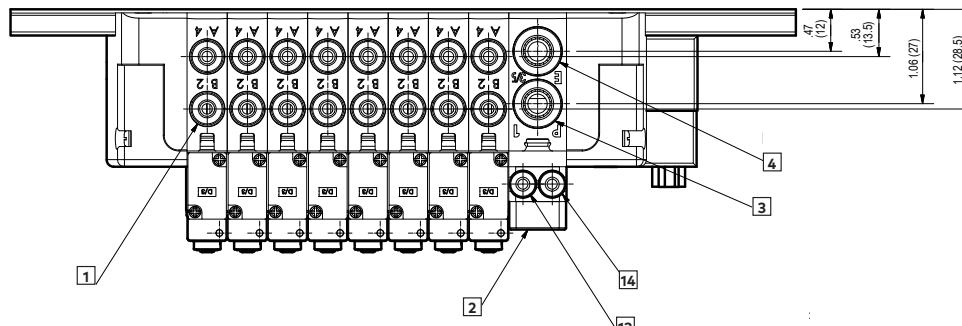 A A A A A A A A
4 4 4 4 4 4 4 4
3/5 E
B B B B B B B B
2 2 2 2 2 2 2 2
1 P
D/S D/S D/S D/S D/S D/S D/S D/S
.47
(12)
.53
(13.5)
1.06 (27)
1.12 (28.5)
4
3
1
2
14